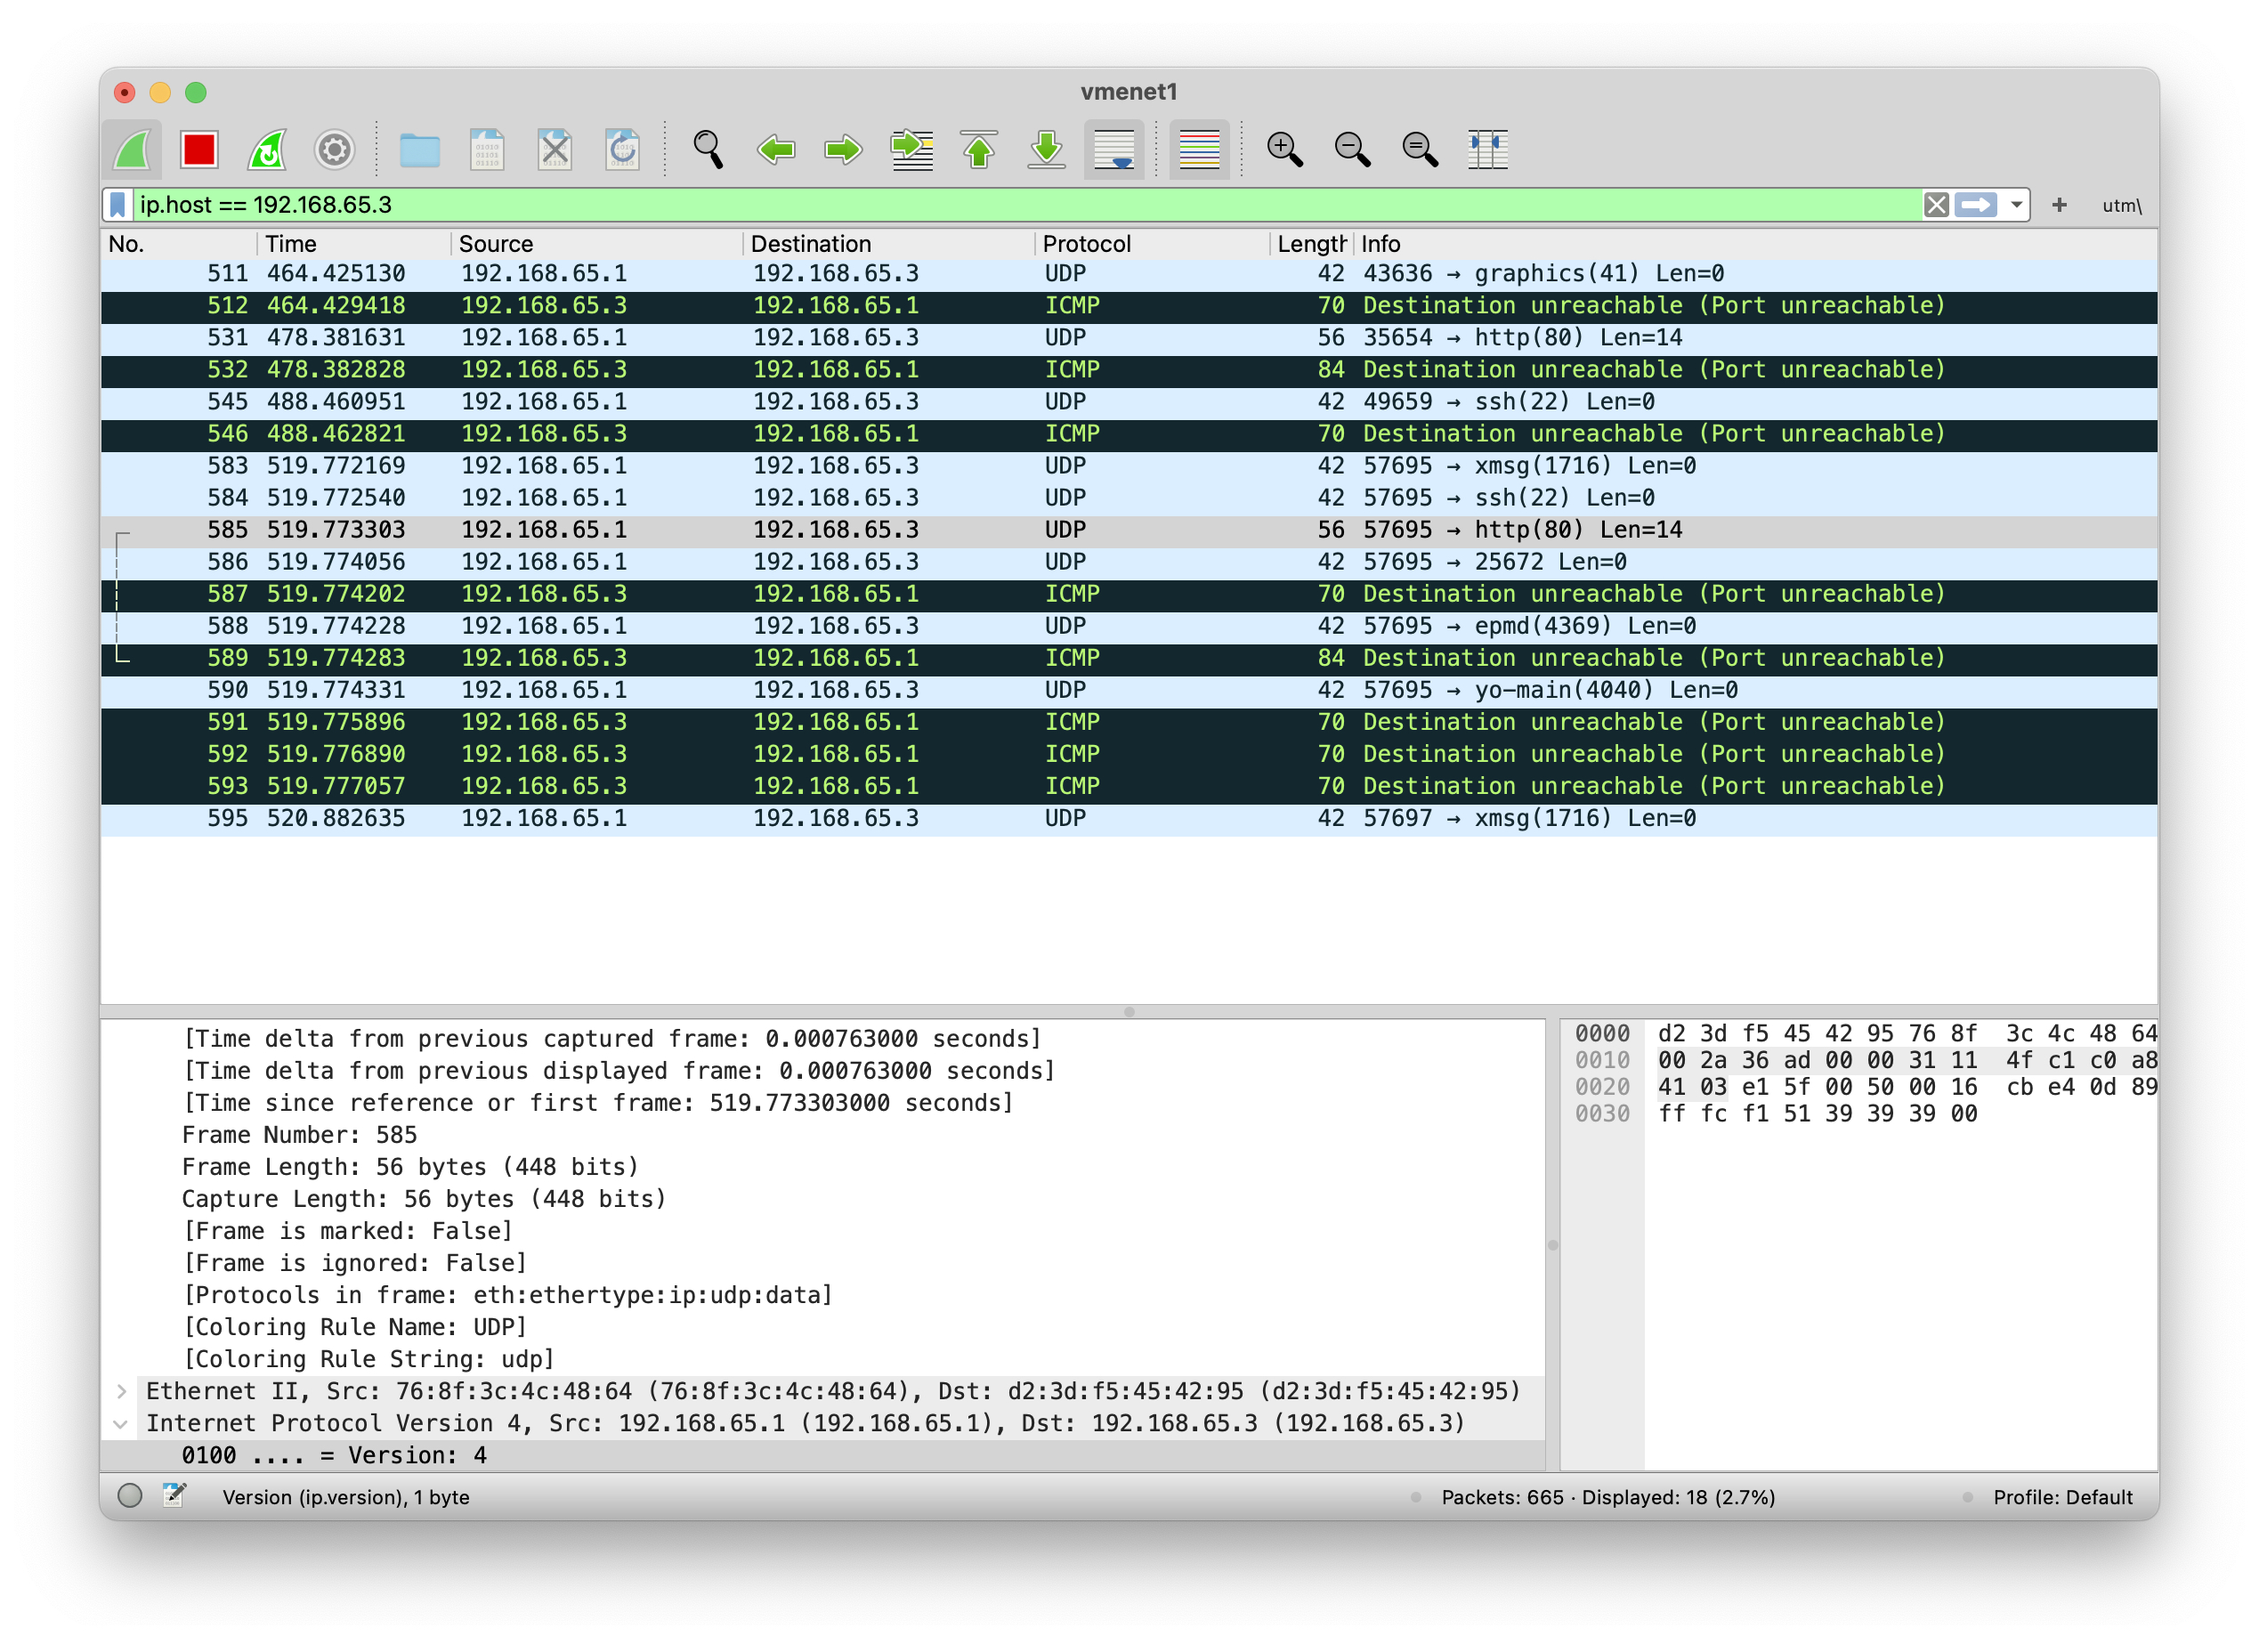 vmenet1
ip.host == 192.168.65.3
+ utm\
No. Time Source Destination Protocol Length Info
511 464.425130 192.168.65.1 192.168.65.3 UDP 42 43636 → graphics(41) Len=0
512 464.429418 192.168.65.3 192.168.65.1 ICMP 70 Destination unreachable (Port unreachable)
531 478.381631 192.168.65.1 192.168.65.3 UDP 56 35654 → http(80) Len=14
532 478.382828 192.168.65.3 192.168.65.1 ICMP 84 Destination unreachable (Port unreachable)
545 488.460951 192.168.65.1 192.168.65.3 UDP 42 49659 → ssh(22) Len=0
546 488.462821 192.168.65.3 192.168.65.1 ICMP 70 Destination unreachable (Port unreachable)
583 519.772169 192.168.65.1 192.168.65.3 UDP 42 57695 → xmsg(1716) Len=0
584 519.772540 192.168.65.1 192.168.65.3 UDP 42 57695 → ssh(22) Len=0
585 519.773303 192.168.65.1 192.168.65.3 UDP 56 57695 → http(80) Len=14
586 519.774056 192.168.65.1 192.168.65.3 UDP 42 57695 → 25672 Len=0
587 519.774202 192.168.65.3 192.168.65.1 ICMP 70 Destination unreachable (Port unreachable)
588 519.774228 192.168.65.1 192.168.65.3 UDP 42 57695 → epmd(4369) Len=0
589 519.774283 192.168.65.3 192.168.65.1 ICMP 84 Destination unreachable (Port unreachable)
590 519.774331 192.168.65.1 192.168.65.3 UDP 42 57695 → yo-main(4040) Len=0
591 519.775896 192.168.65.3 192.168.65.1 ICMP 70 Destination unreachable (Port unreachable)
592 519.776890 192.168.65.3 192.168.65.1 ICMP 70 Destination unreachable (Port unreachable)
593 519.777057 192.168.65.3 192.168.65.1 ICMP 70 Destination unreachable (Port unreachable)
595 520.882635 192.168.65.1 192.168.65.3 UDP 42 57697 → xmsg(1716) Len=0
[Time delta from previous captured frame: 0.000763000 seconds]
[Time delta from previous displayed frame: 0.000763000 seconds]
[Time since reference or first frame: 519.773303000 seconds]
Frame Number: 585
Frame Length: 56 bytes (448 bits)
Capture Length: 56 bytes (448 bits)
[Frame is marked: False]
[Frame is ignored: False]
[Protocols in frame: eth:ethertype:ip:udp:data]
[Coloring Rule Name: UDP]
[Coloring Rule String: udp]
Ethernet II, Src: 76:8f:3c:4c:48:64 (76:8f:3c:4c:48:64), Dst: d2:3d:f5:45:42:95 (d2:3d:f5:45:42:95)
Internet Protocol Version 4, Src: 192.168.65.1 (192.168.65.1), Dst: 192.168.65.3 (192.168.65.3)
0100 .... = Version: 4
0000 d2 3d f5 45 42 95 76 8f 3c 4c 48 64
0010 00 2a 36 ad 00 00 31 11 4f c1 c0 a8
0020 41 03 e1 5f 00 50 00 16 cb e4 0d 89
0030 ff fc f1 51 39 39 39 00
Version (ip.version), 1 byte
Packets: 665 · Displayed: 18 (2.7%)
Profile: Default